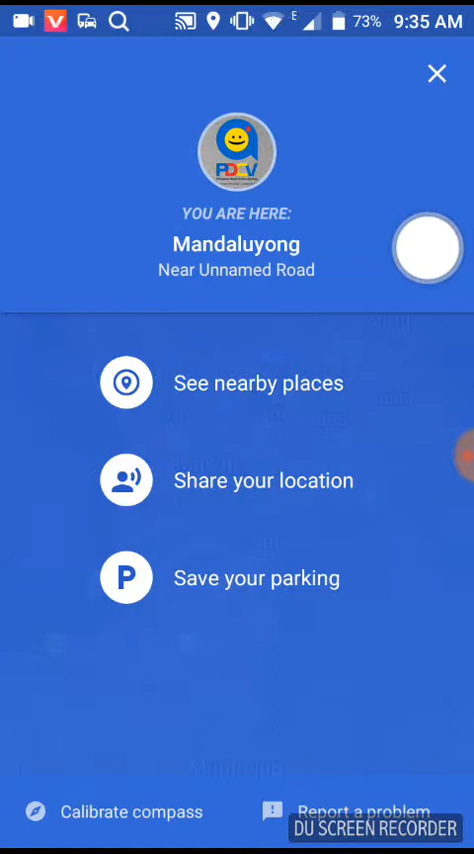 E 73% 9:35 AM
PDCV
YOU ARE HERE:
Mandaluyong
Near Unnamed Road
See nearby places
Share your location
P Save your parking
Calibrate compass
Report a problem
DU SCREEN RECORDER